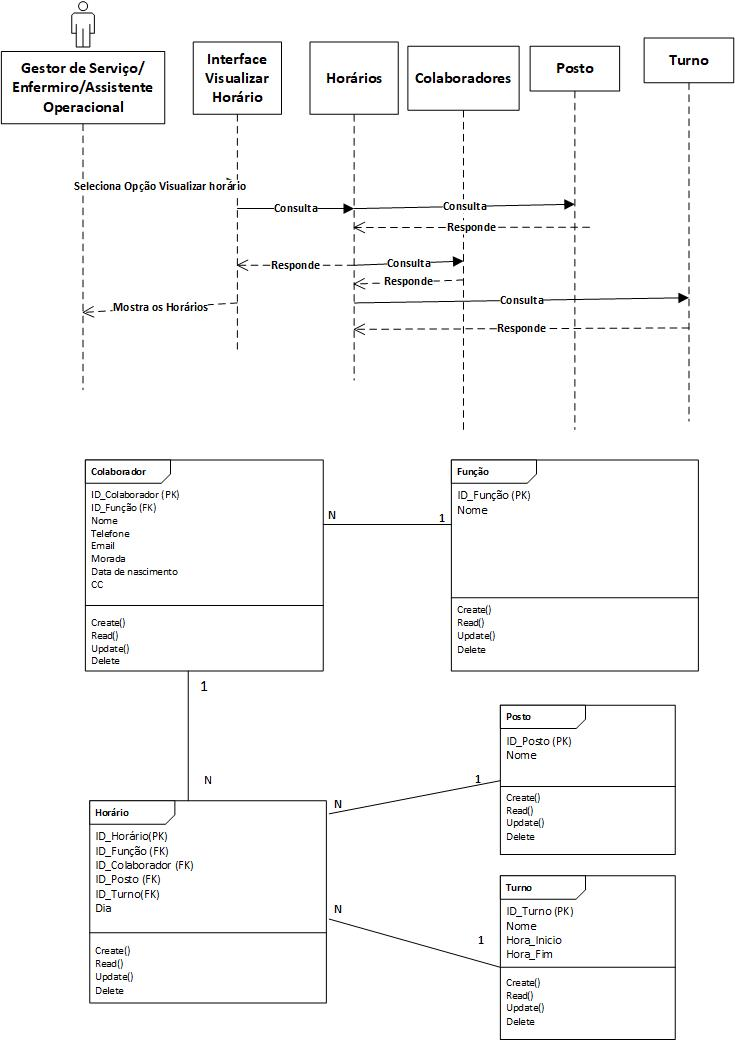 Gestor de Serviço/
Enfermiro/Assistente
Operacional
Interface
Visualizar
Horário
Horários
Colaboradores
Posto
Turno
Seleciona Opção Visualizar horário
Consulta
Consulta
Responde
Responde
Consulta
Responde
Mostra os Horários
Consulta
Responde
Colaborador
ID_Colaborador (PK)
ID_Função (FK)
Nome
Telefone
Email
Morada
Data de nascimento
CC
Create()
Read()
Update()
Delete
N
1
Função
ID_Função (PK)
Nome
Create()
Read()
Update()
Delete
1
N
Horário
ID_Horário(PK)
ID_Função (FK)
ID_Colaborador (FK)
ID_Posto (FK)
ID_Turno(FK)
Dia
Create()
Read()
Update()
Delete
N
1
Posto
ID_Posto (PK)
Nome
Create()
Read()
Update()
Delete
N
1
Turno
ID_Turno (PK)
Nome
Hora_Inicio
Hora_Fim
Create()
Read()
Update()
Delete